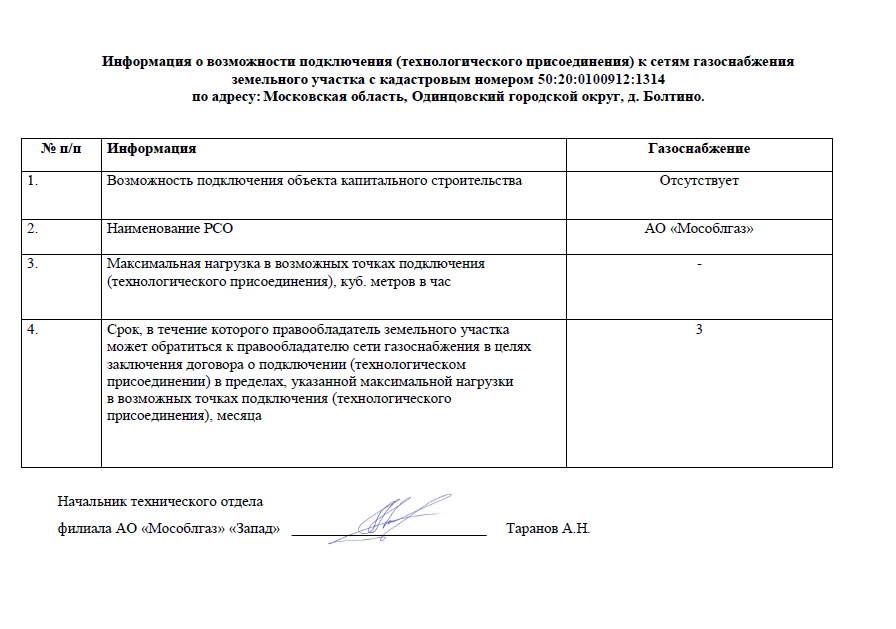 Информация о возможности подключения (технологического присоединения) к сетям газоснабжения
земельного участка с кадастровым номером 50:20:0100912:1314
по адресу: Московская область, Одинцовский городской округ, д. Болтино.
№ п/п Информация Газоснабжение
1. Возможность подключения объекта капитального строительства Отсутствует
2. Наименование РСО АО «Мособлгаз»
3. Максимальная нагрузка в возможных точках подключения -
(технологического присоединения), куб. метров в час
4. Срок, в течение которого правообладатель земельного участка 3
может обратиться к правообладателю сети газоснабжения в целях
заключения договора о подключении (технологическом
присоединении) в пределах, указанной максимальной нагрузки
в возможных точках подключения (технологического
присоединения), месяца
Начальник технического отдела
филиала АО «Мособлгаз» «Запад» Таранов А.Н.